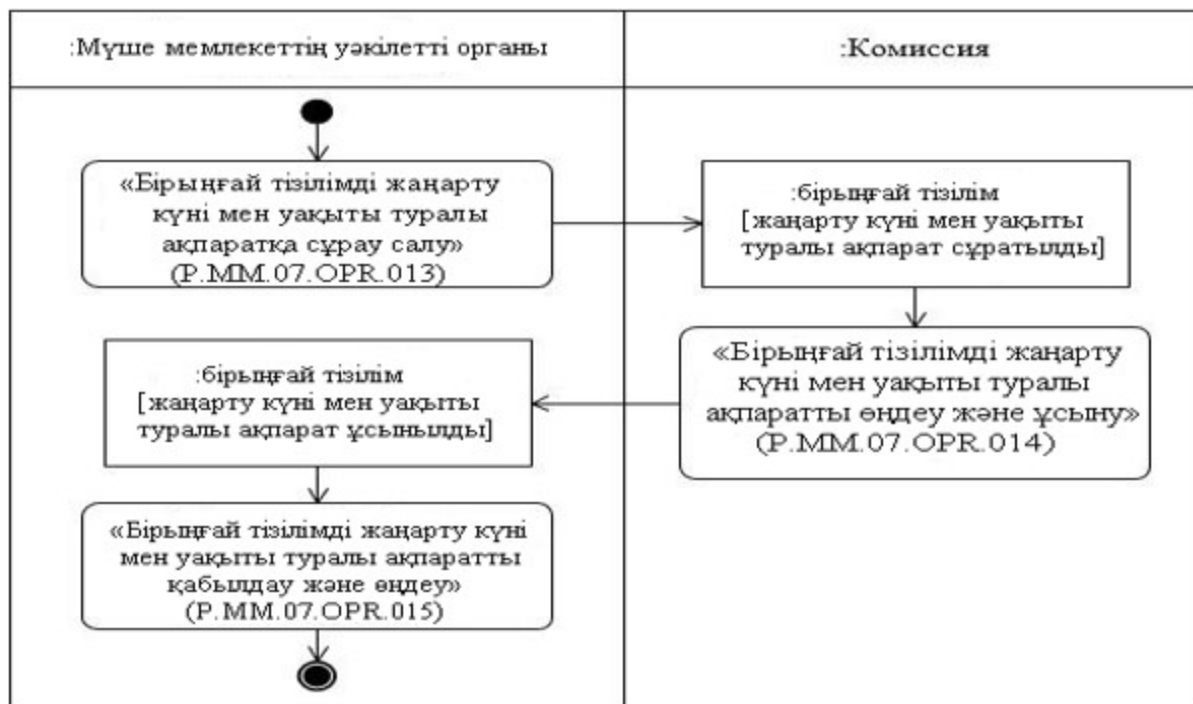 :Мүше мемлекеттің уәкілетті органы
:Комиссия
«Бірыңғай тізілімді жаңарту
күні мен уақыты туралы
ақпаратқа сұрау салу»
(P.MM.07.OPR.013)
:бірыңғай тізілім
[жаңарту күні мен уақыты
туралы ақпарат сұратылды]
«Бірыңғай тізілімді жаңарту
күні мен уақыты туралы
ақпаратты өңдеу және ұсыну»
(P.MM.07.OPR.014)
:бірыңғай тізілім
[жаңарту күні мен уақыты
туралы ақпарат ұсынылды]
«Бірыңғай тізілімді жаңарту күні
мен уақыты туралы ақпаратты
қабылдау және өңдеу»
(P.MM.07.OPR.015)